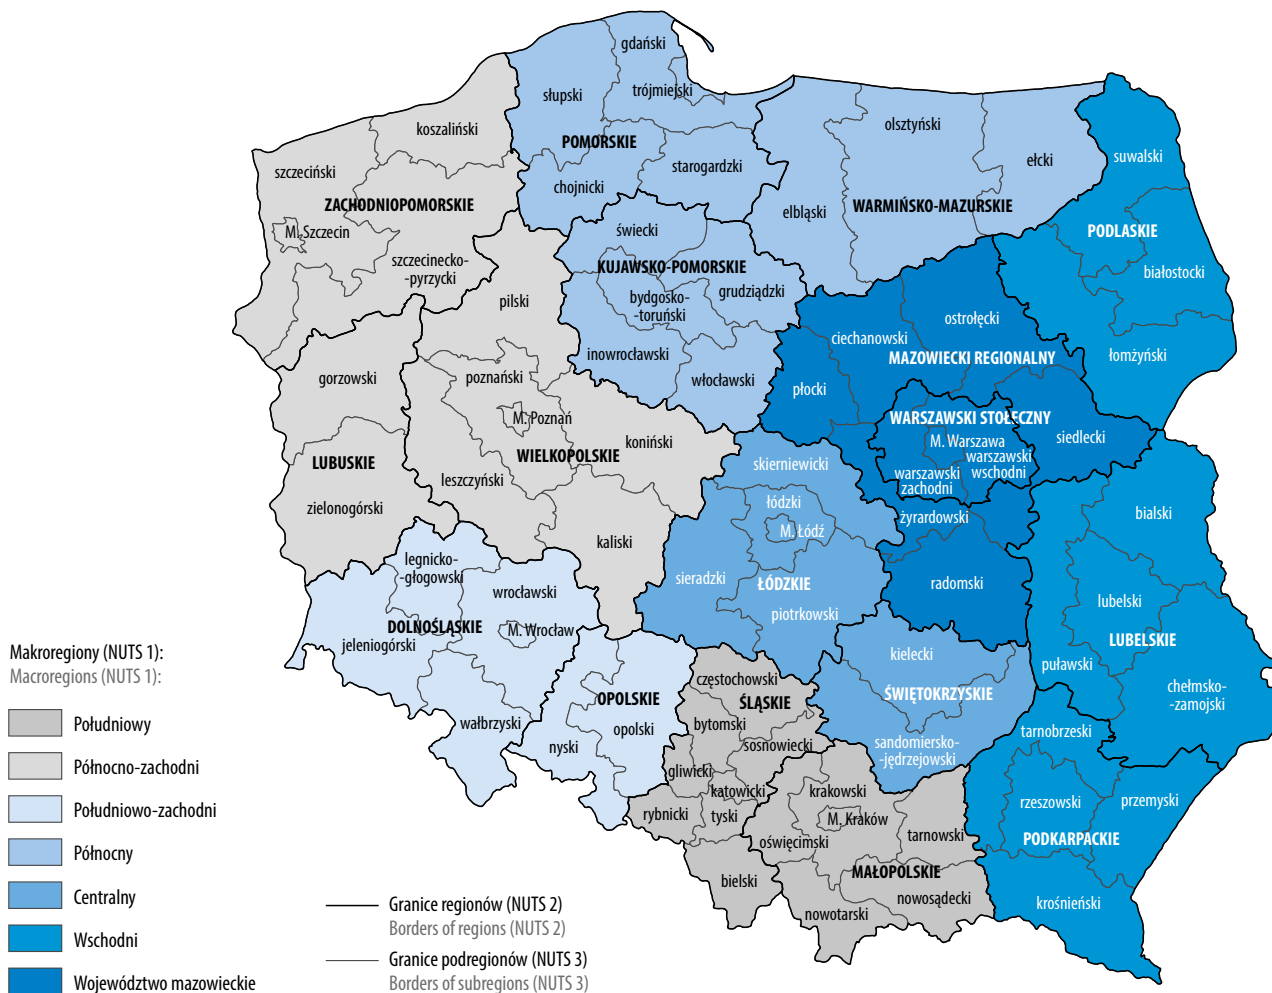 gdański
słupski
trójmiejski
koszaliński
POMORSKIE
olsztyński
ełcki
suwalski
szczeciński
starogardzki
chojnicki
ZACHODNIOPOMORSKIE
elbląski
WARMIŃSKO-MAZURSKIE
M. Szczecin
świecki
PODLASKIE
szczecinecko-
-pyrzycki
KUJAWSKO-POMORSKIE
białostocki
pilski
bydgosko-
-toruński
grudziądzki
ostrołęcki
ciechanowski
inowrocławski
MAZOWIECKI REGIONALNY
łomżyński
gorzowski
poznański
włocławski
płocki
M. Poznań
WARSZAWSKI STOŁECZNY
koniński
M. Warszawa
siedlecki
LUBUSKIE
WIELKOPOLSKIE
skierniewicki
warszawski
wschodni
leszczyński
warszawski
zachodni
zielonogórski
łódzki
żyrardowski
bialski
M. Łódź
kaliski
legnicko-
-głogowski
sieradzki
ŁÓDZKIE
radomski
wrocławski
lubelski
piotrkowski
DOLNOŚLĄSKIE
M. Wrocław
jeleniogórski
LUBELSKIE
kielecki
puławski
częstochowski
chełmsko-
-zamojski
OPOLSKIE
ŚLĄSKIE
ŚWIĘTOKRZYSKIE
wałbrzyski
opolski
bytomski
tarnobrzeski
nyski
sosnowiecki
sandomiersko-
-jędrzejowski
gliwicki
katowicki
krakowski
rzeszowski
przemyski
rybnicki
tyski
M. Kraków
oświęcimski
tarnowski
PODKARPACKIE
bielski
MAŁOPOLSKIE
nowosądecki
krośnieński
nowotarski
Makroregiony (NUTS 1):
Macroregions (NUTS 1):
Południowy
Północno-zachodni
Południowo-zachodni
Północny
Centralny
Wschodni
Województwo mazowieckie
Granice regionów (NUTS 2)
Borders of regions (NUTS 2)
Granice podregionów (NUTS 3)
Borders of subregions (NUTS 3)